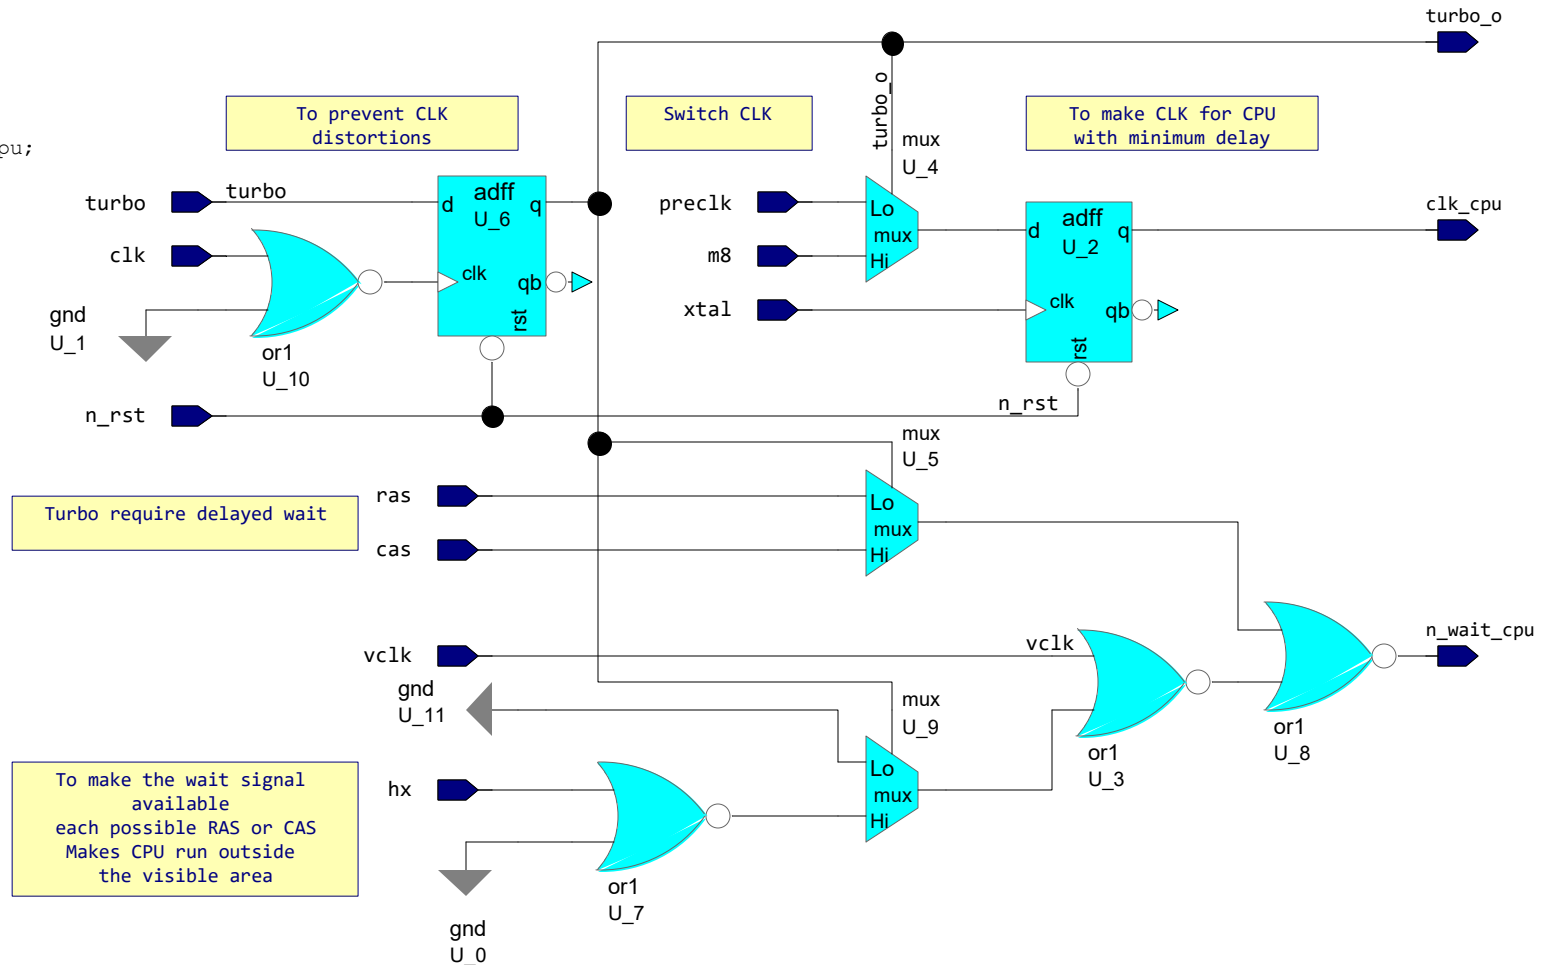 turbo_o
To prevent CLK
distortions
Switch CLK
To make CLK for CPU
with minimum delay
turbo_o
pu;
mux
U_4
turbo
turbo
d
adff
q
U_6
clk
qb
rst
clk
gnd
U_1
or1
U_10
n_rst
preclk
m8
xtal
Lo
mux
Hi
d
adff
q
U_2
clk
qb
rst
clk_cpu
n_rst
mux
U_5
Turbo require delayed wait
ras
cas
Lo
mux
Hi
vclk
vclk
n_wait_cpu
gnd
U_11
mux
U_9
or1
U_3
or1
U_8
To make the wait signal
available
each possible RAS or CAS
Makes CPU run outside
the visible area
hx
Lo
mux
Hi
or1
U_7
gnd
U_0